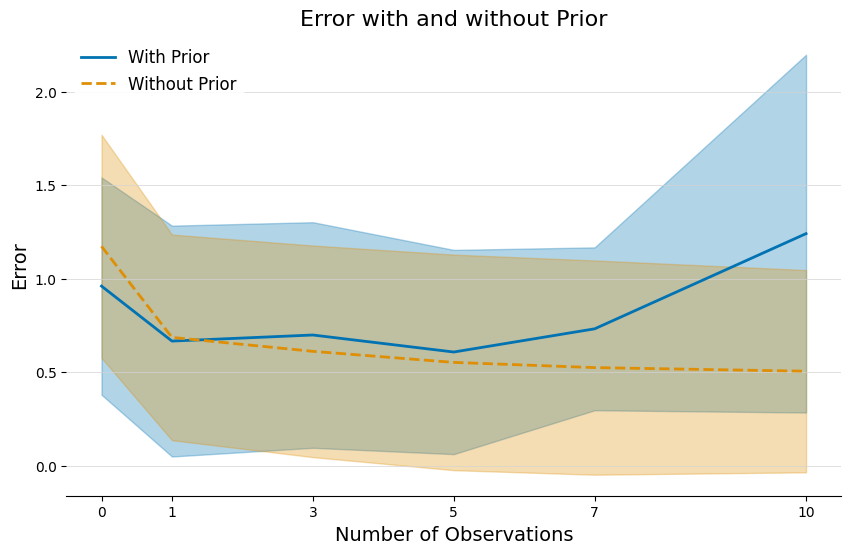 Error with and without Prior
With Prior
Without Prior
2.0
1.5
1.0
0.5
0.0
Error
0 1 3 5 7 10
Number of Observations